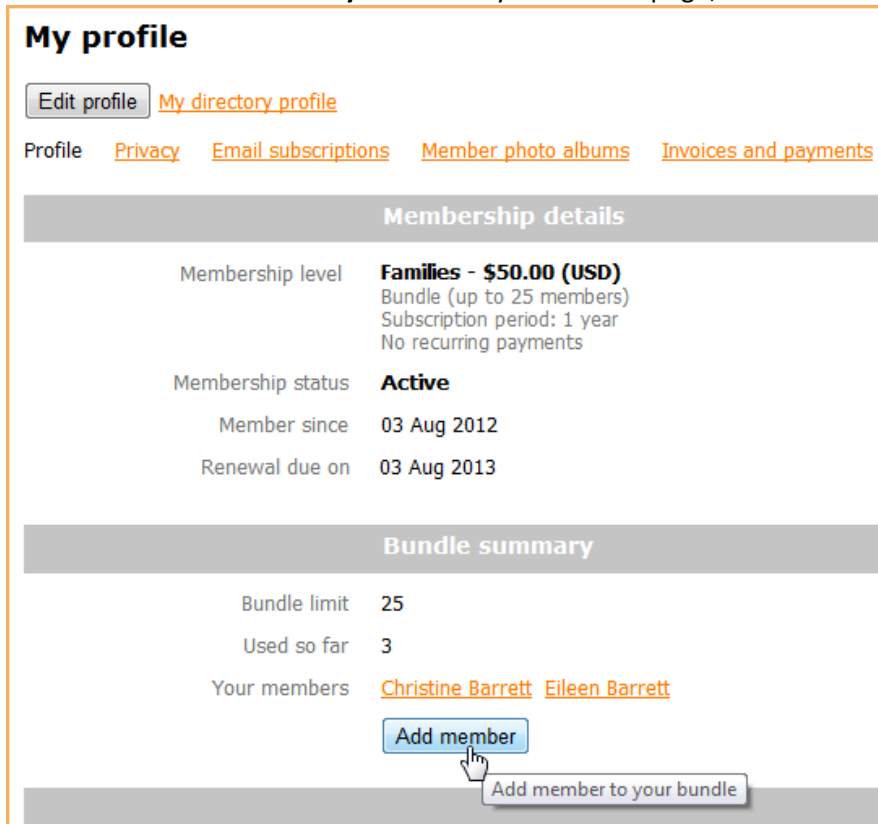 My profile
Edit profile My directory profile
Profile Privacy Email subscriptions Member photo albums Invoices and payments
Membership details
Membership level Families - $50.00 (USD)
Bundle (up to 25 members)
Subscription period: 1 year
No recurring payments
Membership status Active
Member since 03 Aug 2012
Renewal due on 03 Aug 2013
Bundle summary
Bundle limit 25
Used so far 3
Your members Christine Barrett Eileen Barrett
Add member
Add member to your bundle